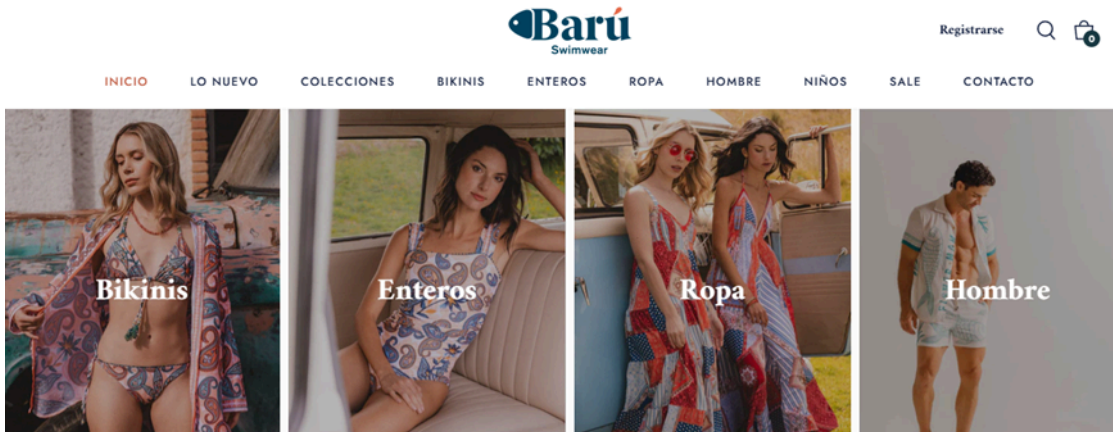 Barú
Swimwear
Registrarse
0
INICIO LO NUEVO COLECCIONES BIKINIS ENTEROS ROPA HOMBRE NIÑOS SALE CONTACTO
Bikinis Enteros Ropa Hombre